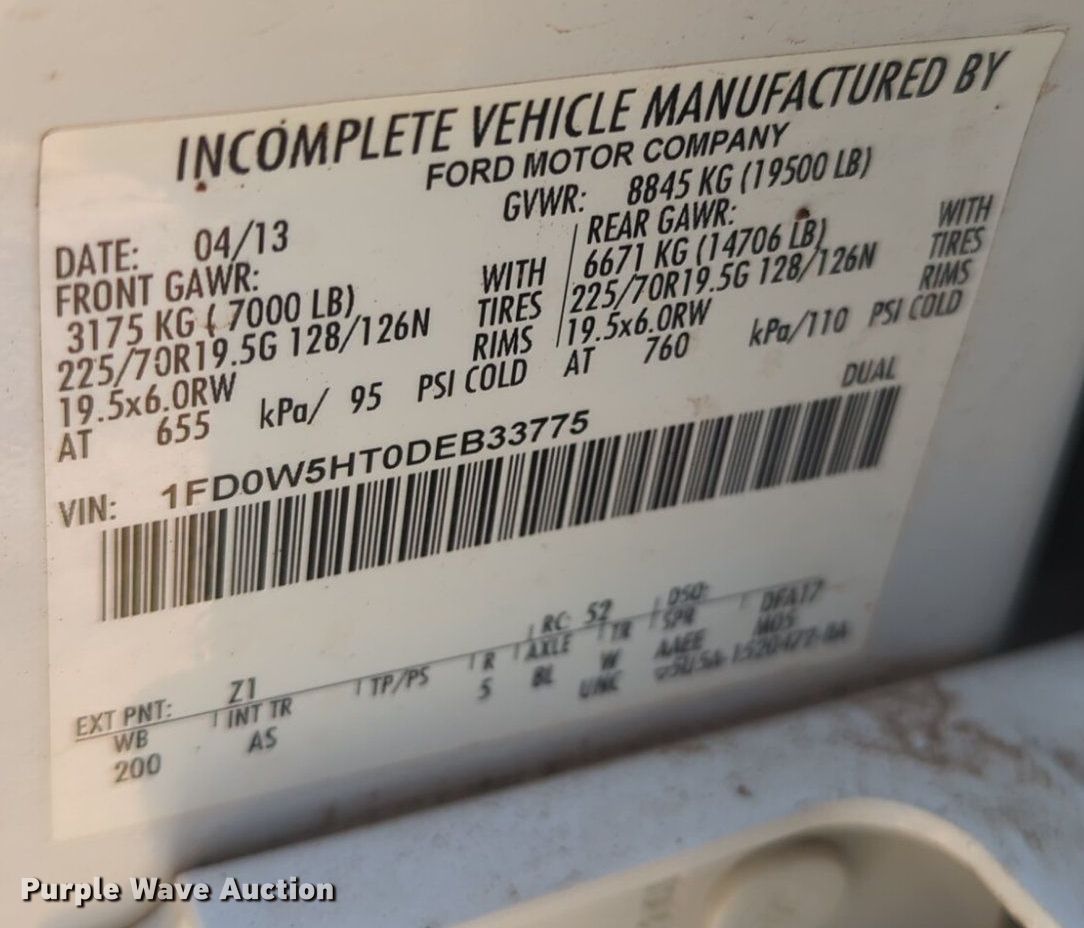 INCOMPLETE VEHICLE MANUFACTURED BY
FORD MOTOR COMPANY
DATE: 04/13 GVWR: 8845 KG (19500 LB)
FRONT GAWR: REAR GAWR:
3175 KG ( 7000 LB) WITH 6671 KG (14706 LB) WITH
225/70R19.5G 128/126N TIRES 225/70R19.5G 128/126N TIRES
19.5x6.0RW RIMS 19.5x6.0RW RIMS
AT 655 kPa/ 95 PSI COLD AT 760 kPa/110 PSI COLD
DUAL
VIN: 1FD0W5HT0DEB33775
EXT PNT: Z1 RC: 52 DSO:
WB INT TR TP/PS R AXLE TR SPR
200 AS 5 BL W AAEE
UNC
Purple Wave Auction